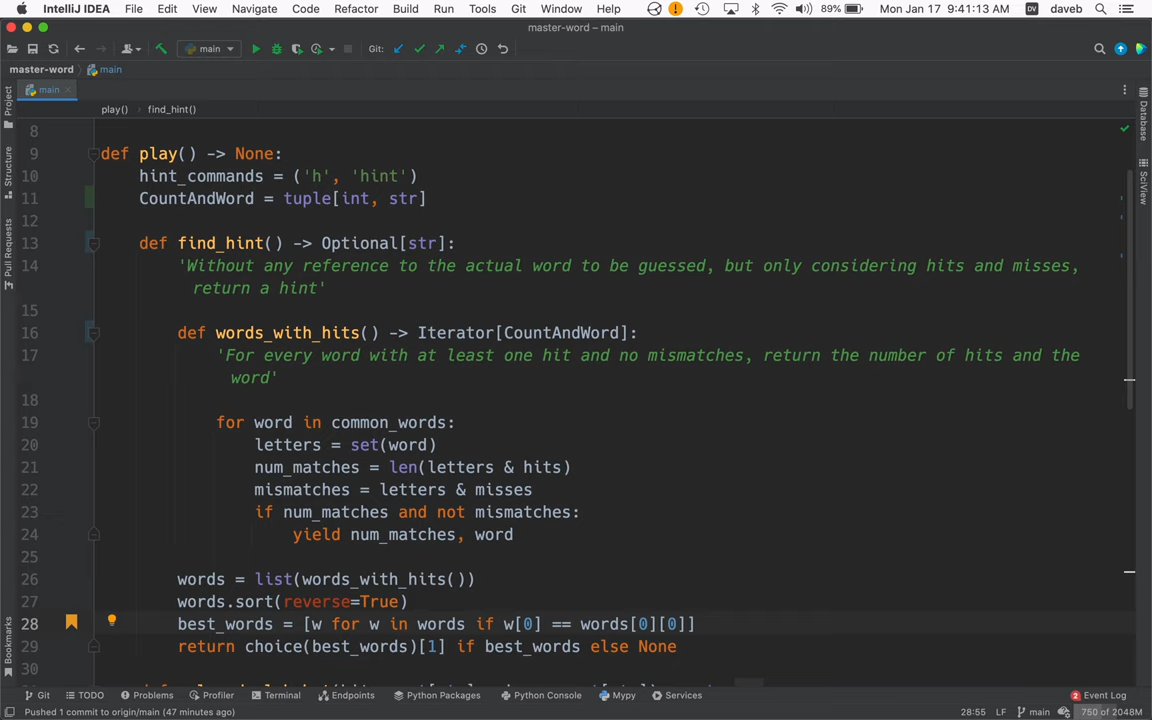 IntelliJ IDEA File Edit View Navigate Code Refactor Build Run Tools Git Window Help 89% Mon Jan 17 9:41:13 AM DV daveb
master-word – main
main Git:
master-word main
main
play() find_hint()
8
9 def play() -> None:
10 hint_commands = ('h', 'hint')
11 CountAndWord = tuple[int, str]
12
13 def find_hint() -> Optional[str]:
14 'Without any reference to the actual word to be guessed, but only considering hits and misses,
return a hint'
15
16 def words_with_hits() -> Iterator[CountAndWord]:
17 'For every word with at least one hit and no mismatches, return the number of hits and the
word'
18
19 for word in common_words:
20 letters = set(word)
21 num_matches = len(letters & hits)
22 mismatches = letters & misses
23 if num_matches and not mismatches:
24 yield num_matches, word
25
26 words = list(words_with_hits())
27 words.sort(reverse=True)
28 best_words = [w for w in words if w[0] == words[0][0]]
29 return choice(best_words)[1] if best_words else None
30
Project
Structure
Pull Requests
Bookmarks
Database
SciView
Git TODO Problems Profiler Terminal Endpoints Python Packages Python Console Mypy Services 2 Event Log
Pushed 1 commit to origin/main (47 minutes ago) 28:55 LF main 750 of 2048M